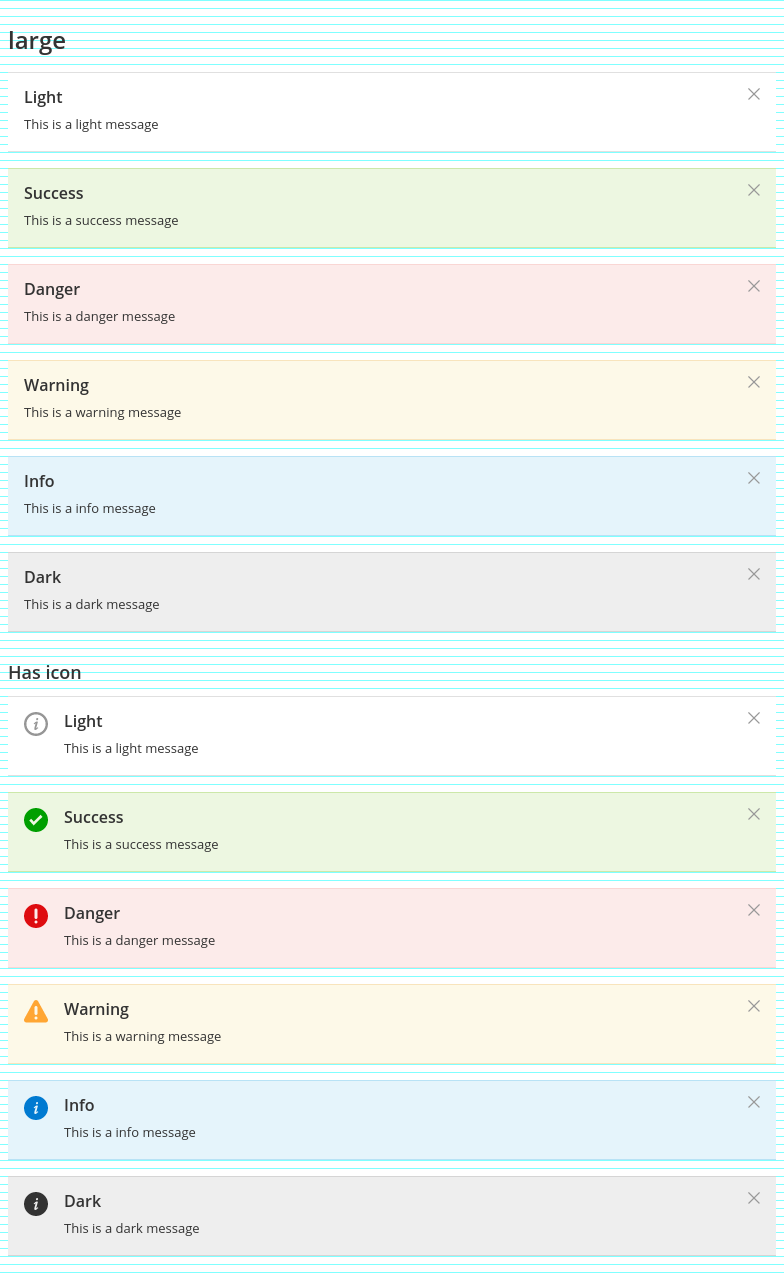 large
Light
This is a light message
Success
This is a success message
Danger
This is a danger message
Warning
This is a warning message
Info
This is a info message
Dark
This is a dark message
Has icon
Light
This is a light message
Success
This is a success message
Danger
This is a danger message
Warning
This is a warning message
Info
This is a info message
Dark
This is a dark message